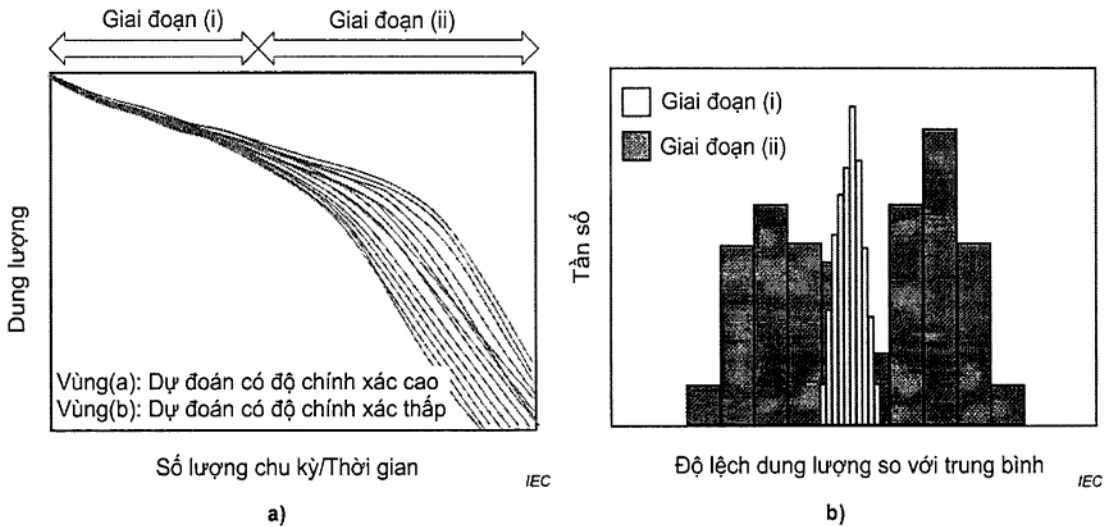 Giai đoạn (i)
Giai đoạn (ii)
Dung lượng
Vùng(a): Dự đoán có độ chính xác cao
Vùng(b): Dự đoán có độ chính xác thấp
Số lượng chu kỳ/Thời gian
IEC
a)
Giai đoạn (i)
Giai đoạn (ii)
Tần số
Độ lệch dung lượng so với trung bình
IEC
b)